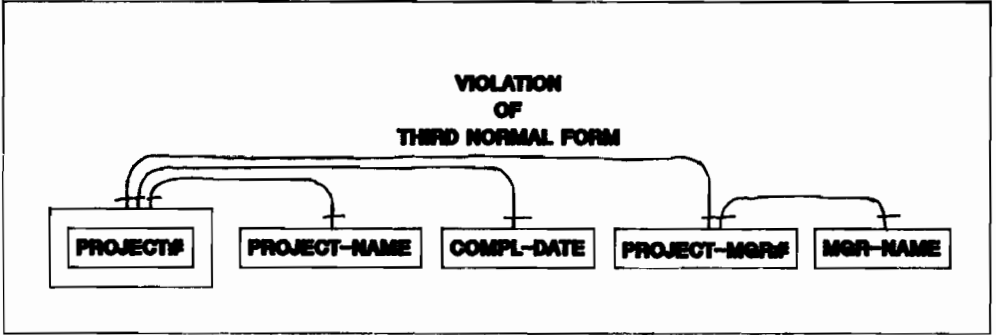 VIOLATION
OF
THIRD NORMAL FORM
PROJECT# PROJECT-NAME COMPL-DATE PROJECT-MGR# MGR-NAME